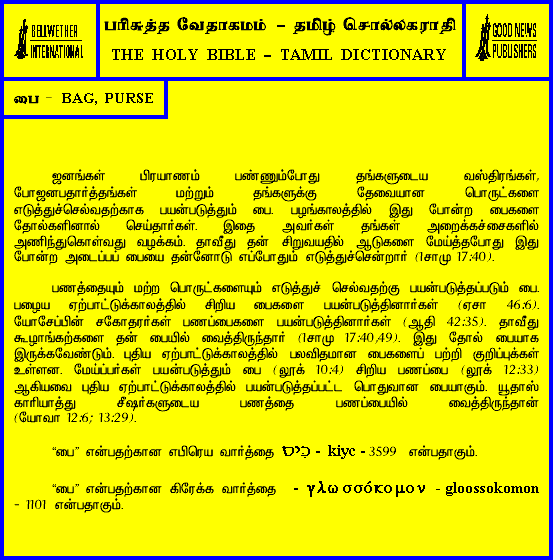 BELLWETHER
INTERNATIONAL
பரிசுத்த வேதாகமம் – தமிழ் சொல்லகராதி
THE HOLY BIBLE – TAMIL DICTIONARY
GOOD NEWS
PUBLISHERS
பை – BAG, PURSE
ஜனங்கள் பிரயாணம் பண்ணும்போது தங்களுடைய வஸ்திரங்கள்,
போஜனபதார்த்தங்கள் மற்றும் தங்களுக்கு தேவையான பொருட்களை
எடுத்துச்செல்வதற்காக பயன்படுத்தும் பை. பழங்காலத்தில் இது போன்ற பைகளை
தோல்களினால் செய்தார்கள். இதை அவர்கள் தங்கள் அறைக்கச்சைகளில்
அணிந்துகொள்வது வழக்கம். தாவீது தன் சிறுவயதில் ஆடுகளை மேய்த்தபோது இது
போன்ற அடைப்பப் பையை தன்னோடு எப்போதும் எடுத்துச்சென்றார் (1சாமு 17:40).
பணத்தையும் மற்ற பொருட்களையும் எடுத்துச் செல்வதற்கு பயன்படுத்தப்படும் பை.
பழைய ஏற்பாட்டுக்காலத்தில் சிறிய பைகளை பயன்படுத்தினார்கள் (ஏசா 46:6).
யோசேப்பின் சகோதரர்கள் பணப்பைகளை பயன்படுத்தினார்கள் (ஆதி 42:35). தாவீது
கூழாங்கற்களை தன் பையில் வைத்திருந்தார் (1சாமு 17:40,49). இது தோல் பையாக
இருக்கவேண்டும். புதிய ஏற்பாட்டுக்காலத்தில் பலவிதமான பைகளைப் பற்றி குறிப்புக்கள்
உள்ளன. மேய்ப்பர்கள் பயன்படுத்தும் பை (லூக் 10:4) சிறிய பணப்பை (லூக் 12:33)
ஆகியவை புதிய ஏற்பாட்டுக்காலத்தில் பயன்படுத்தப்பட்ட பொதுவான பையாகும். யூதாஸ்
காரியாத்து சீஷர்களுடைய பணத்தை பணப்பையில் வைத்திருந்தான்
(யோவா 12:6; 13:29).
“பை” என்பதற்கான எபிரெய வார்த்தை כִּיס - kiyc - 3599 என்பதாகும்.
“பை” என்பதற்கான கிரேக்க வார்த்தை - γλωσσόκομον - gloossokomon
- 1101 என்பதாகும்.